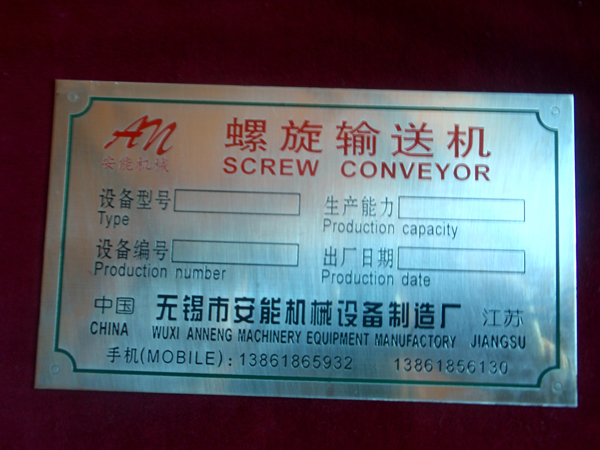 AN
安能机械
螺旋输送机
SCREW CONVEYOR
设备型号 生产能力
Type Production capacity
设备编号 出厂日期
Production number Production date
中国 无锡市安能机械设备制造厂 江苏
CHINA WUXI ANNENG MACHINERY EQUIPMENT MANUFACTORY JIANGSU
手机(MOBILE):13861865932 13861856130